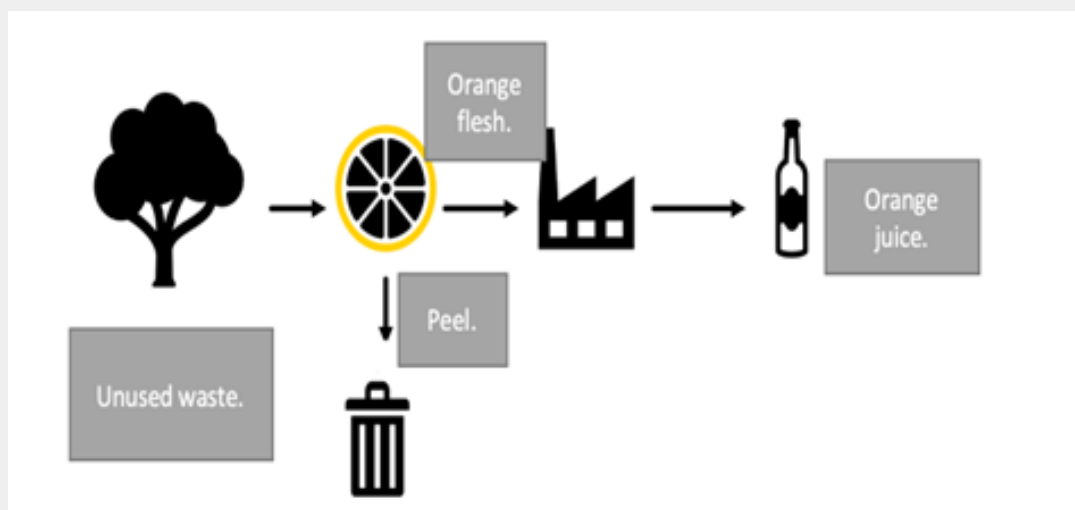 Orange
flesh.
Orange
juice.
Peel.
Unused waste.